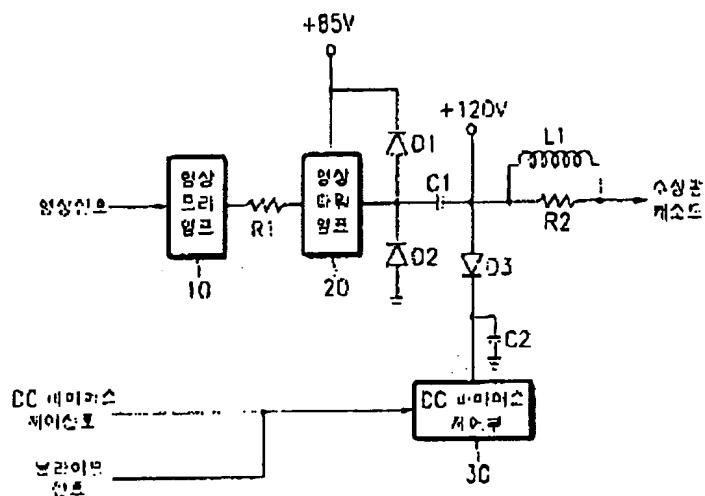 +85V
+120V
L1
D1
C1
영상
프리
앰프
영상
파워
앰프
영상신호
R1
R2
수상관
캐소드
D2
D3
10
20
C2
DC 바이어스
제어신호
DC 바이어스
제어부
30